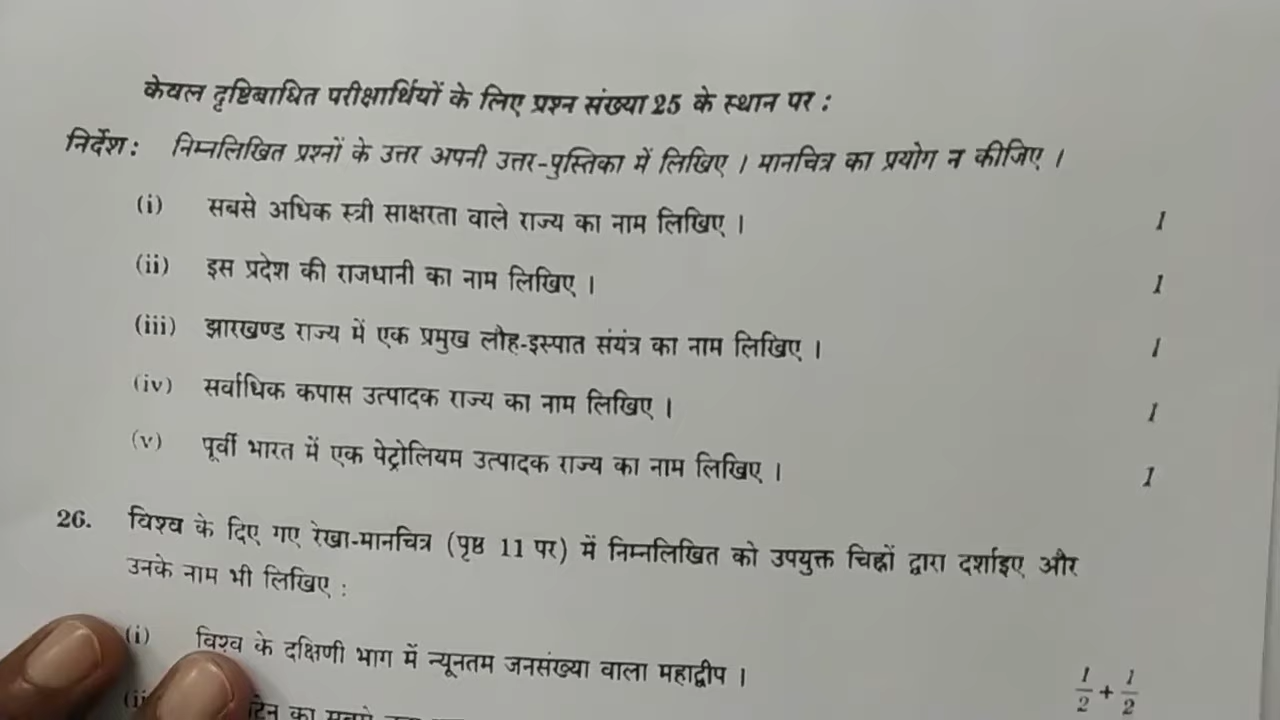 केवल दृष्टिबाधित परीक्षार्थियों के लिए प्रश्न संख्या 25 के स्थान पर :
निर्देश : निम्नलिखित प्रश्नों के उत्तर अपनी उत्तर-पुस्तिका में लिखिए । मानचित्र का प्रयोग न कीजिए ।
(i) सबसे अधिक स्त्री साक्षरता वाले राज्य का नाम लिखिए । 1
(ii) इस प्रदेश की राजधानी का नाम लिखिए । 1
(iii) झारखण्ड राज्य में एक प्रमुख लौह-इस्पात संयंत्र का नाम लिखिए । 1
(iv) सर्वाधिक कपास उत्पादक राज्य का नाम लिखिए । 1
(v) पूर्वी भारत में एक पेट्रोलियम उत्पादक राज्य का नाम लिखिए । 1
26. विश्व के दिए गए रेखा-मानचित्र (पृष्ठ 11 पर) में निम्नलिखित को उपयुक्त चिह्नों द्वारा दर्शाइए और
उनके नाम भी लिखिए :
(i) विश्व के दक्षिणी भाग में न्यूनतम जनसंख्या वाला महाद्वीप । 1/2 + 1/2
का सबसे